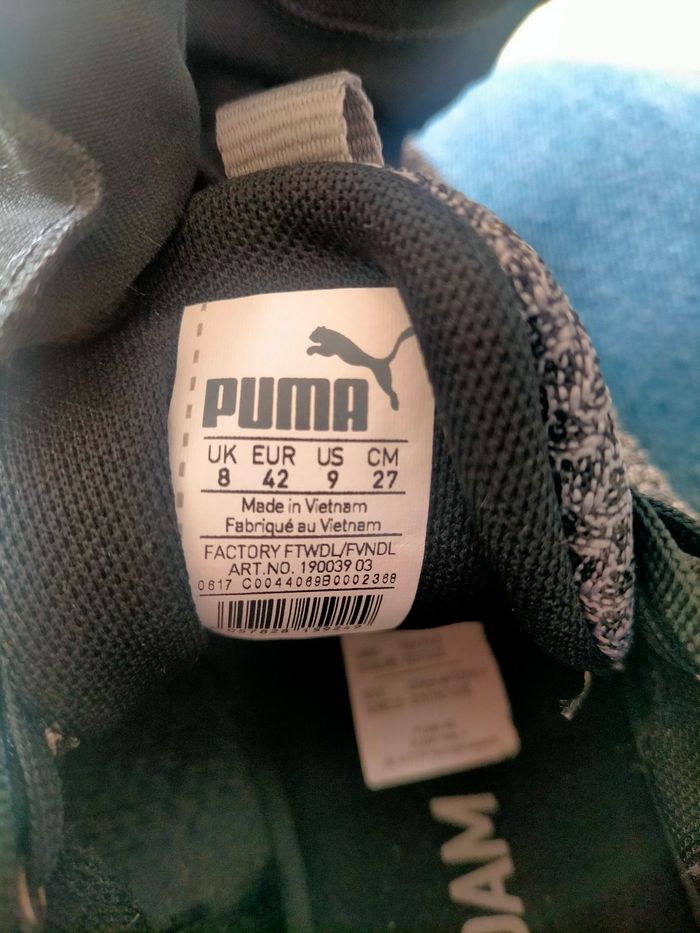 PUMA
UK EUR US CM
8 42 9 27
Made in Vietnam
Fabriqué au Vietnam
FACTORY FTWDL/FVNDL
ART.NO. 190039 03
0617 C0044069B0002368